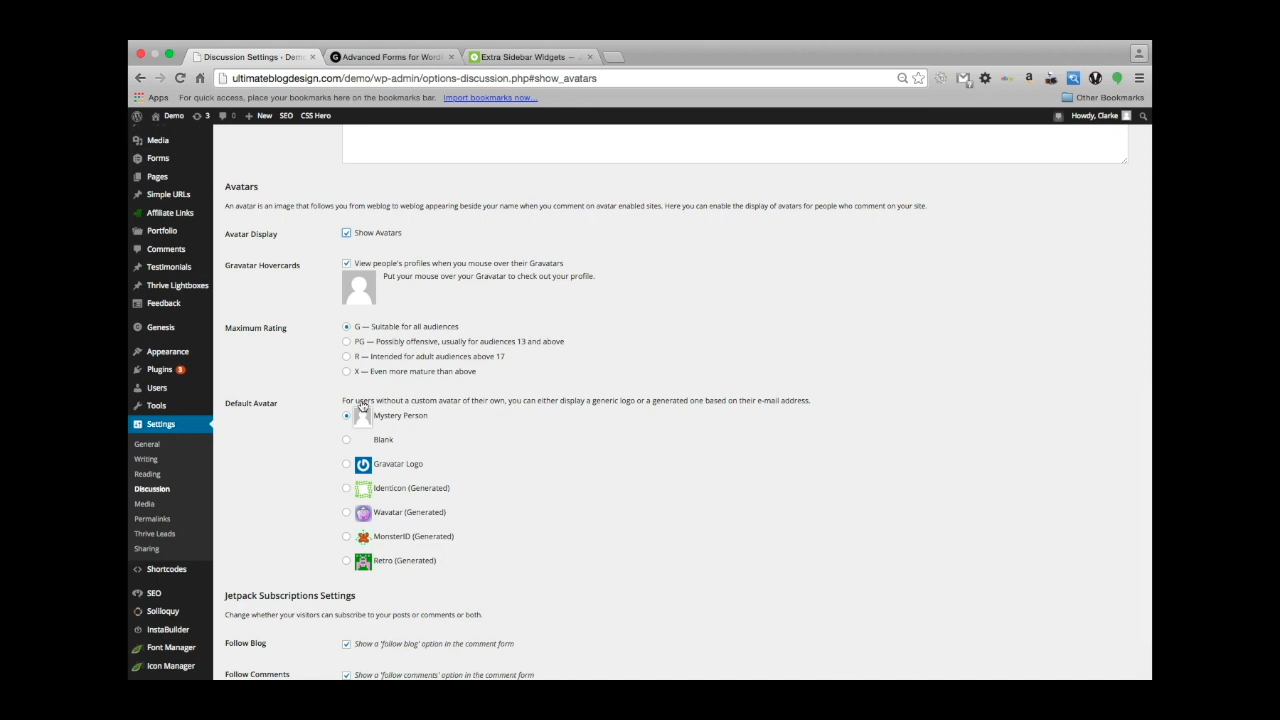 Discussion Settings · Demo
Advanced Forms for Word
Extra Sidebar Widgets —
ultimateblogdesign.com/demo/wp-admin/options-discussion.php#show_avatars
Apps
For quick access, place your bookmarks here on the bookmarks bar.
Import bookmarks now...
Other Bookmarks
Demo
3
0
New
SEO
CSS Hero
Howdy, Clarke
Media
Forms
Pages
Simple URLs
Affiliate Links
Portfolio
Comments
Testimonials
Thrive Lightboxes
Feedback
Genesis
Appearance
Plugins 3
Users
Tools
Settings
General
Writing
Reading
Discussion
Media
Permalinks
Thrive Leads
Sharing
Shortcodes
SEO
Soliloquy
InstaBuilder
Font Manager
Icon Manager
Avatars
An avatar is an image that follows you from weblog to weblog appearing beside your name when you comment on avatar enabled sites. Here you can enable the display of avatars for people who comment on your site.
Avatar Display
Show Avatars
Gravatar Hovercards
View people's profiles when you mouse over their Gravatars
Put your mouse over your Gravatar to check out your profile.
Maximum Rating
G — Suitable for all audiences
PG — Possibly offensive, usually for audiences 13 and above
R — Intended for adult audiences above 17
X — Even more mature than above
Default Avatar
For users without a custom avatar of their own, you can either display a generic logo or a generated one based on their e-mail address.
Mystery Person
Blank
Gravatar Logo
Identicon (Generated)
Wavatar (Generated)
MonsterID (Generated)
Retro (Generated)
Jetpack Subscriptions Settings
Change whether your visitors can subscribe to your posts or comments or both.
Follow Blog
Show a 'follow blog' option in the comment form
Follow Comments
Show a 'follow comments' option in the comment form